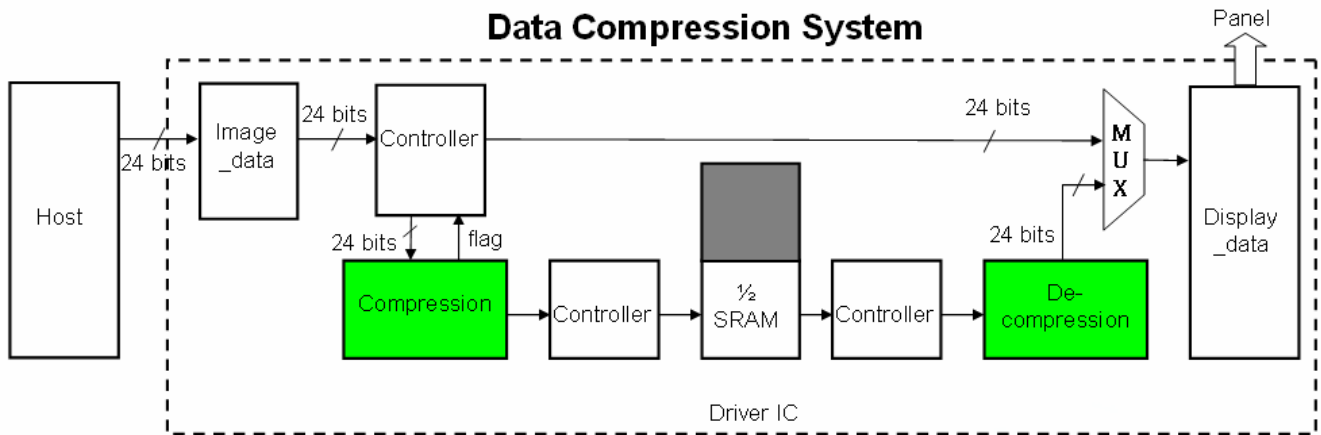 Data Compression System
Panel
Host
24 bits
Image
_data
24 bits
Controller
24 bits
M
U
X
Display
_data
24 bits
flag
24 bits
Compression
Controller
½
SRAM
Controller
De-
compression
Driver IC